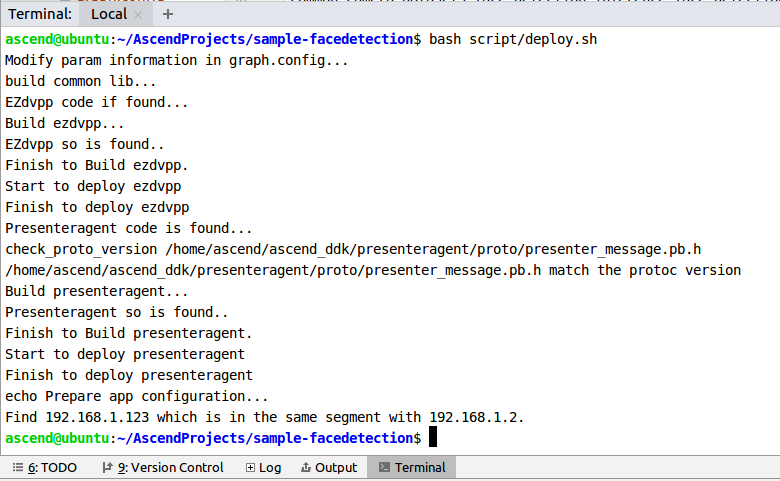 Terminal: Local × +
ascend@ubuntu:~/AscendProjects/sample-facedetection$ bash script/deploy.sh
Modify param information in graph.config...
build common lib...
EZdvpp code if found...
Build ezdvpp...
EZdvpp so is found..
Finish to Build ezdvpp.
Start to deploy ezdvpp
Finish to deploy ezdvpp
Presenteragent code is found...
check_proto_version /home/ascend/ascend_ddk/presenteragent/proto/presenter_message.pb.h
/home/ascend/ascend_ddk/presenteragent/proto/presenter_message.pb.h match the protoc version
Build presenteragent...
Presenteragent so is found..
Finish to Build presenteragent.
Start to deploy presenteragent
Finish to deploy presenteragent
echo Prepare app configuration...
Find 192.168.1.123 which is in the same segment with 192.168.1.2.
ascend@ubuntu:~/AscendProjects/sample-facedetection$
6: TODO 9: Version Control Log Output Terminal